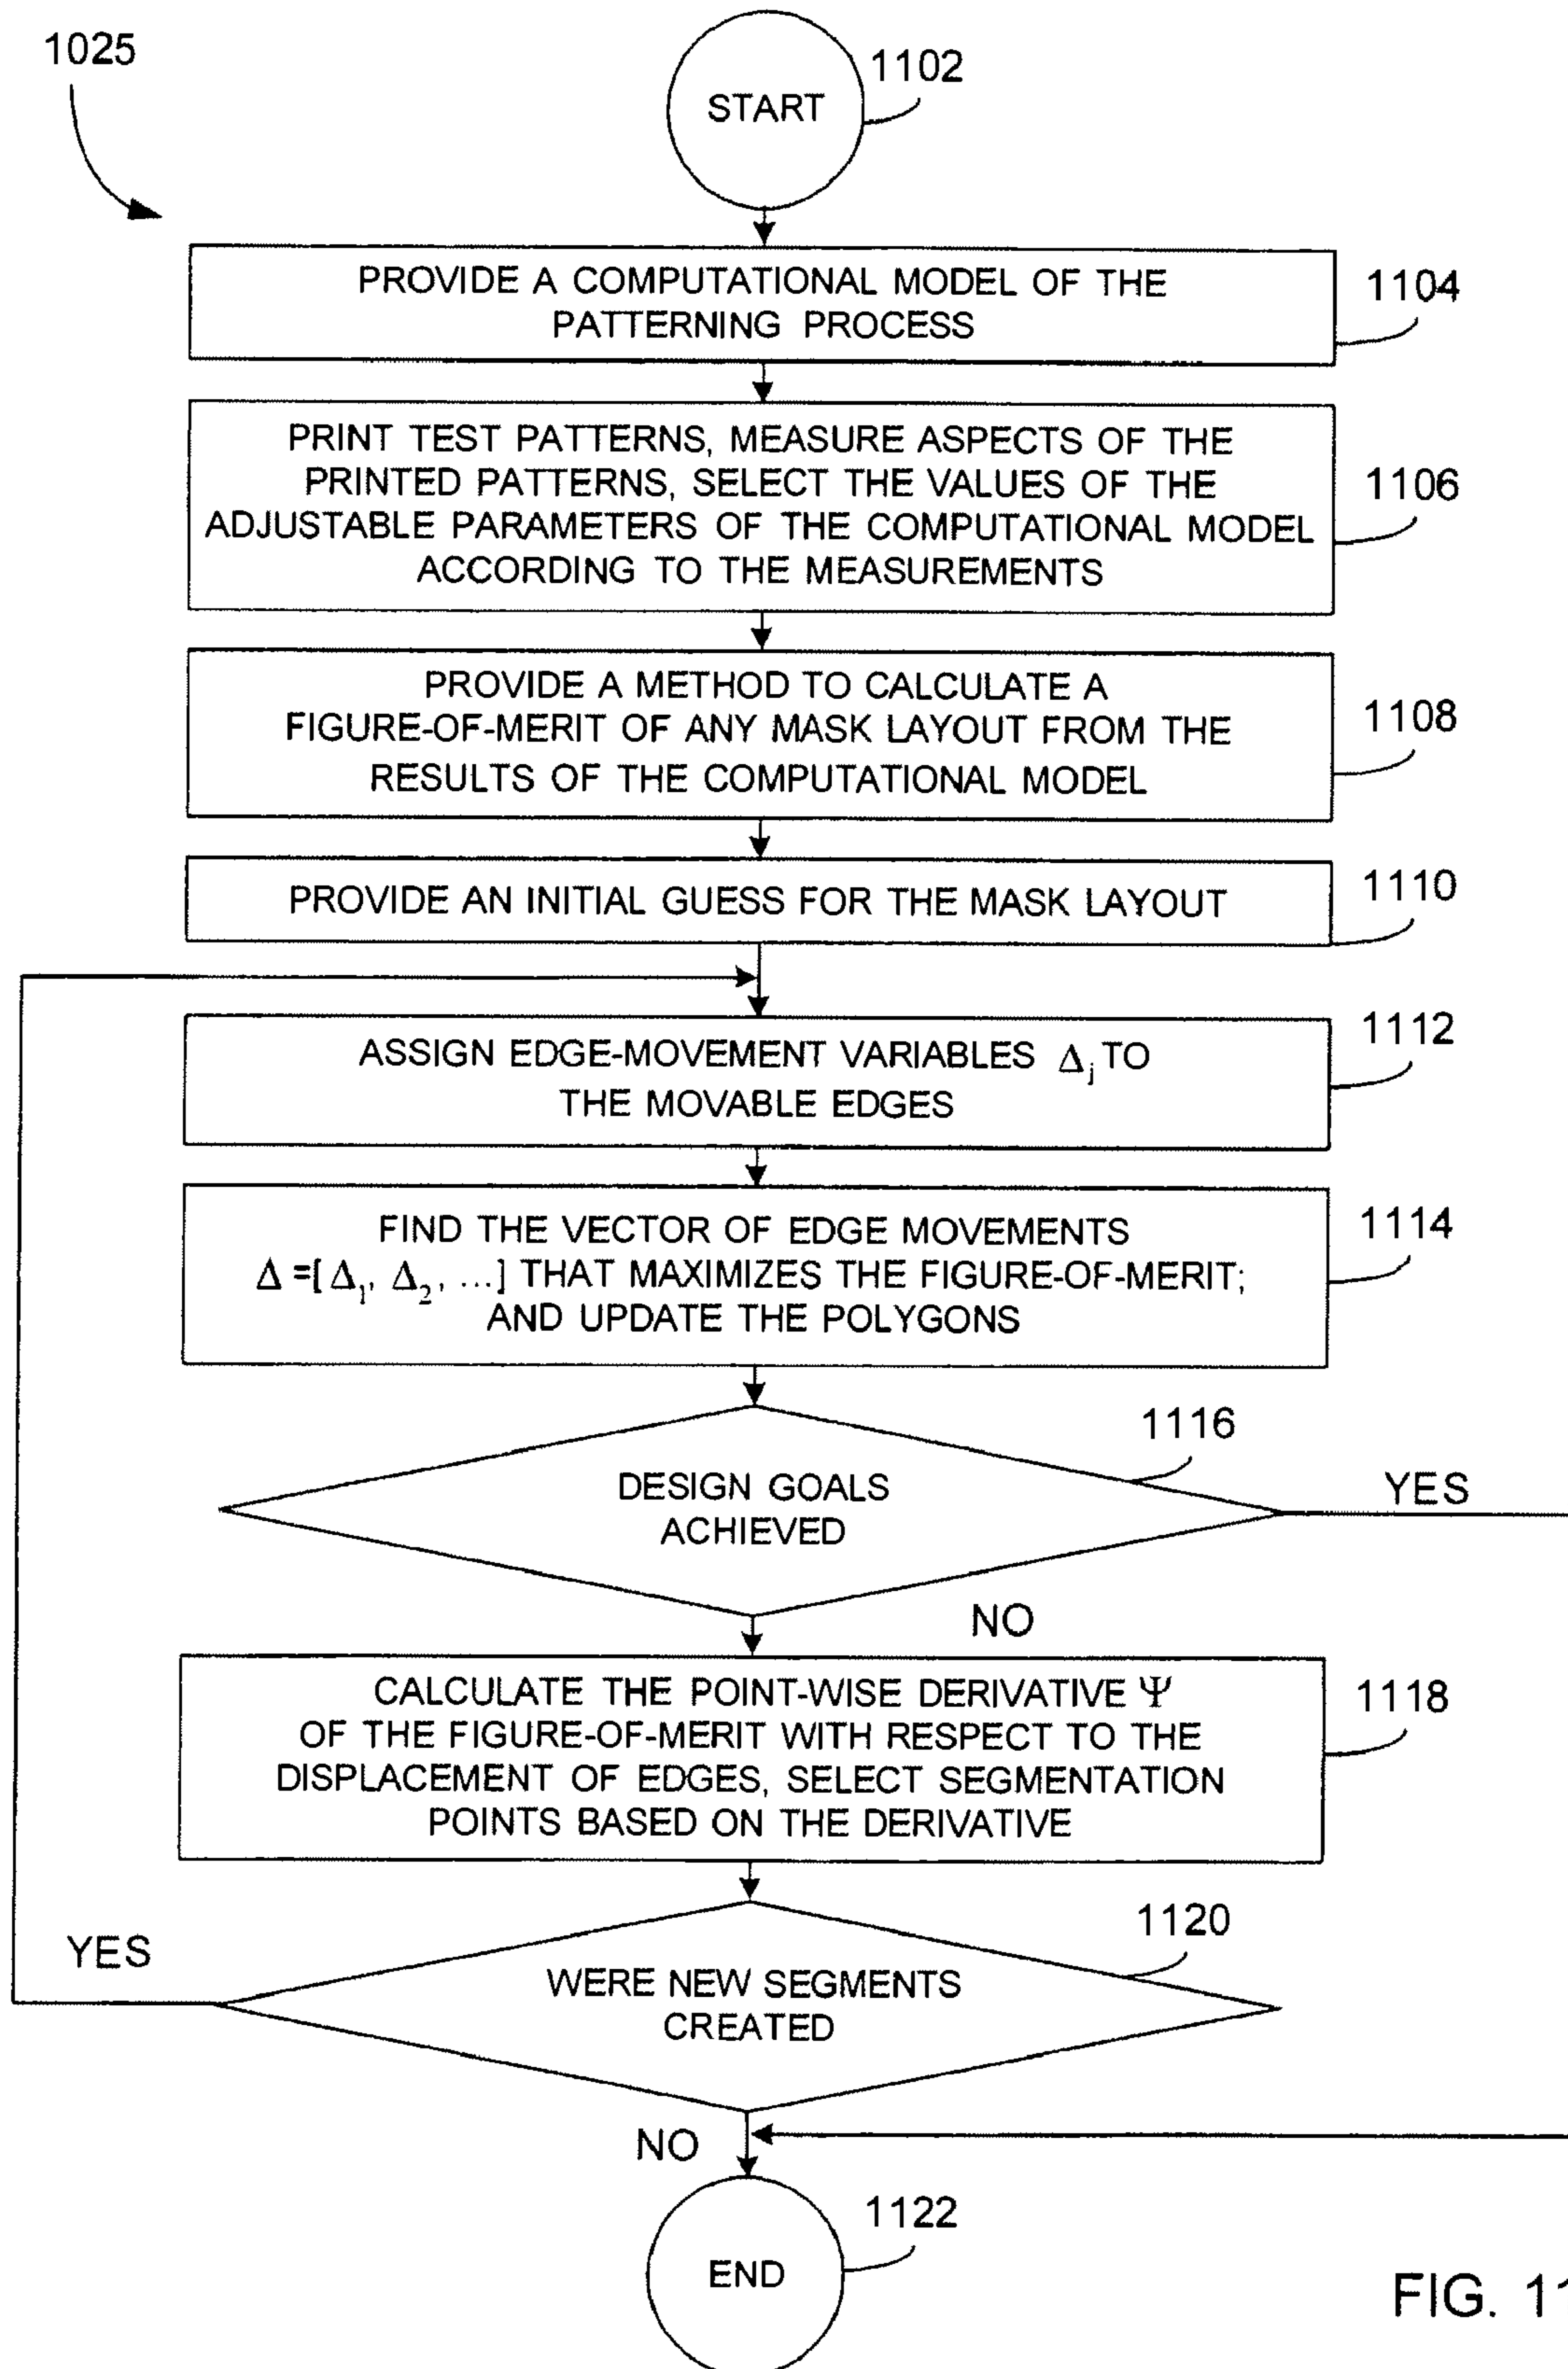 1025
START
1102
PROVIDE A COMPUTATIONAL MODEL OF THE
PATTERNING PROCESS
1104
PRINT TEST PATTERNS, MEASURE ASPECTS OF THE
PRINTED PATTERNS, SELECT THE VALUES OF THE
ADJUSTABLE PARAMETERS OF THE COMPUTATIONAL MODEL
ACCORDING TO THE MEASUREMENTS
1106
PROVIDE A METHOD TO CALCULATE A
FIGURE-OF-MERIT OF ANY MASK LAYOUT FROM THE
RESULTS OF THE COMPUTATIONAL MODEL
1108
PROVIDE AN INITIAL GUESS FOR THE MASK LAYOUT
1110
ASSIGN EDGE-MOVEMENT VARIABLES Δj TO
THE MOVABLE EDGES
1112
FIND THE VECTOR OF EDGE MOVEMENTS
Δ =[ Δ1, Δ2, ...] THAT MAXIMIZES THE FIGURE-OF-MERIT;
AND UPDATE THE POLYGONS
1114
DESIGN GOALS
ACHIEVED
1116
YES
NO
CALCULATE THE POINT-WISE DERIVATIVE Ψ
OF THE FIGURE-OF-MERIT WITH RESPECT TO THE
DISPLACEMENT OF EDGES, SELECT SEGMENTATION
POINTS BASED ON THE DERIVATIVE
1118
WERE NEW SEGMENTS
CREATED
1120
YES
NO
END
1122
FIG. 11